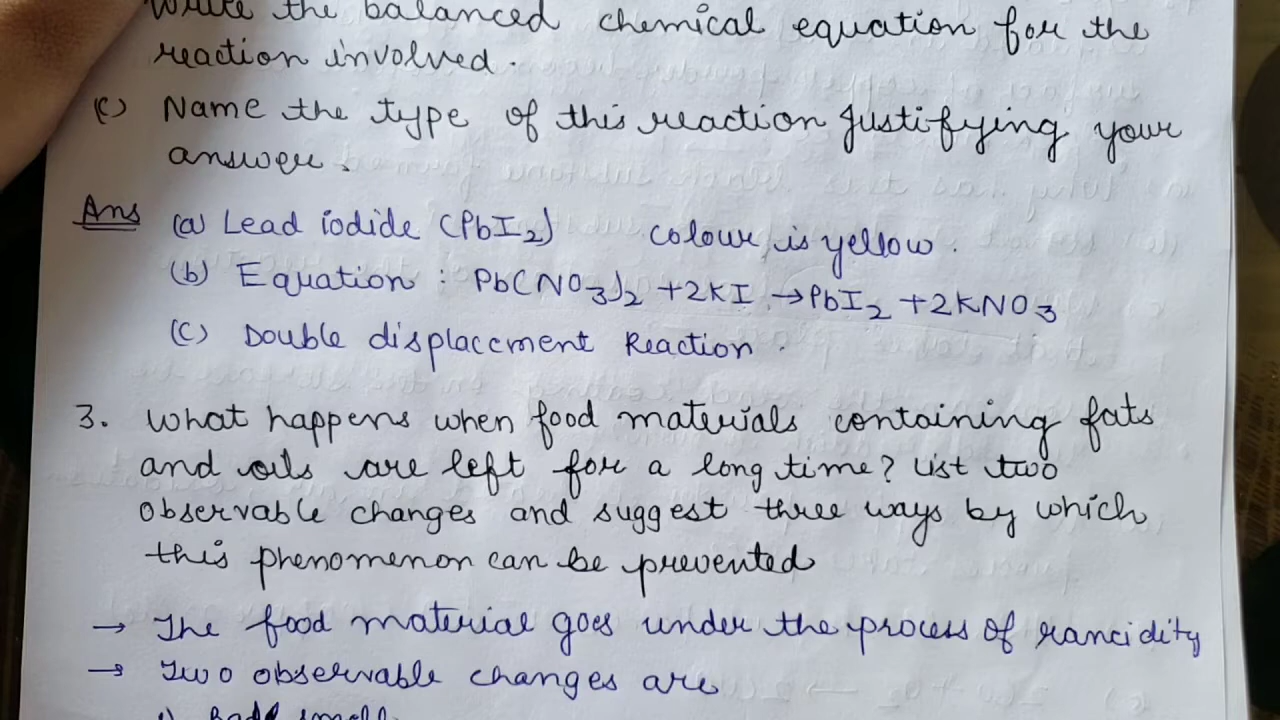 Write the balanced chemical equation for the
reaction involved.
(c) Name the type of this reaction Justifying your
answer.
Ans (a) Lead iodide (PbI2) colour is yellow.
(b) Equation : Pb(NO3)2 +2KI → PbI2 +2KNO3
(C) Double displacement Reaction.
3. What happens when food materials containing fats
and oils are left for a long time? List two
observable changes and suggest three ways by which
this phenomenon can be prevented
→ The food material goes under the process of rancidity
→ Two observable changes are